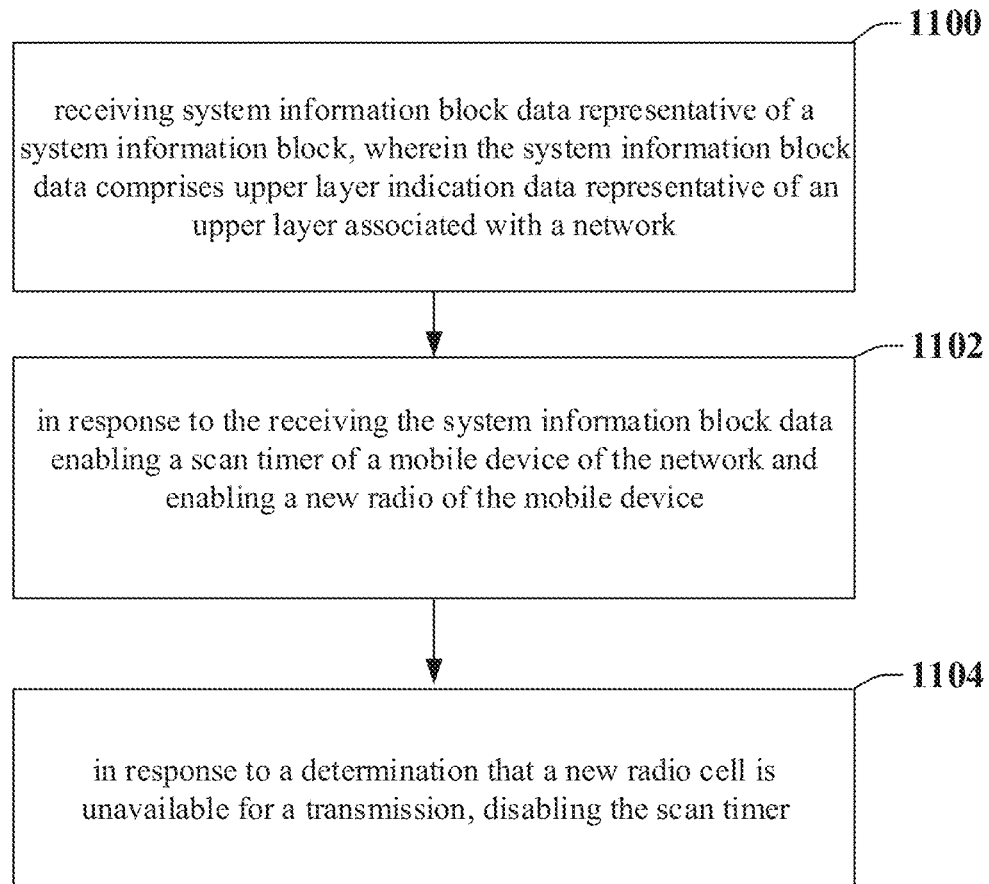 1100
receiving system information block data representative of a
system information block, wherein the system information block
data comprises upper layer indication data representative of an
upper layer associated with a network
1102
in response to the receiving the system information block data
enabling a scan timer of a mobile device of the network and
enabling a new radio of the mobile device
1104
in response to a determination that a new radio cell is
unavailable for a transmission, disabling the scan timer